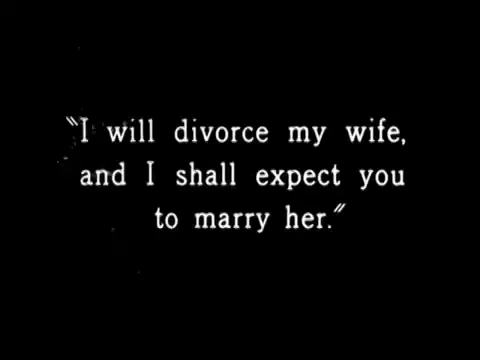 "I will divorce my wife,
and I shall expect you
to marry her."